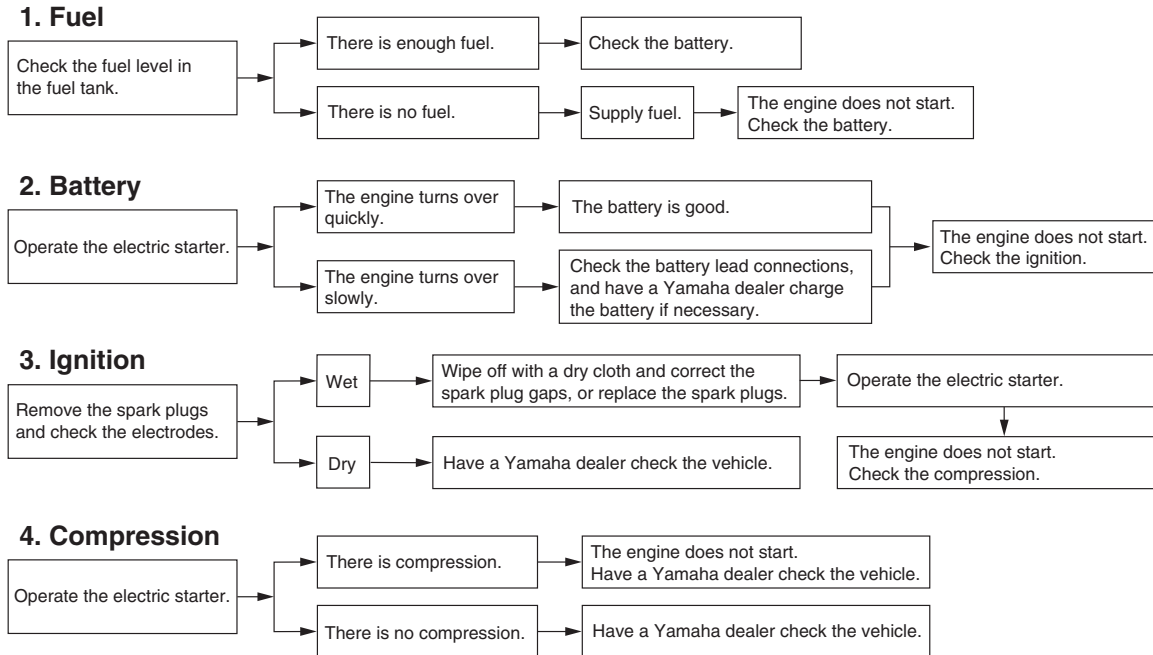 1. Fuel
Check the fuel level in
the fuel tank.
There is enough fuel.
Check the battery.
There is no fuel.
Supply fuel.
The engine does not start.
Check the battery.
2. Battery
Operate the electric starter.
The engine turns over
quickly.
The battery is good.
The engine turns over
slowly.
Check the battery lead connections,
and have a Yamaha dealer charge
the battery if necessary.
The engine does not start.
Check the ignition.
3. Ignition
Remove the spark plugs
and check the electrodes.
Wet
Wipe off with a dry cloth and correct the
spark plug gaps, or replace the spark plugs.
Operate the electric starter.
The engine does not start.
Check the compression.
Dry
Have a Yamaha dealer check the vehicle.
4. Compression
Operate the electric starter.
There is compression.
The engine does not start.
Have a Yamaha dealer check the vehicle.
There is no compression.
Have a Yamaha dealer check the vehicle.